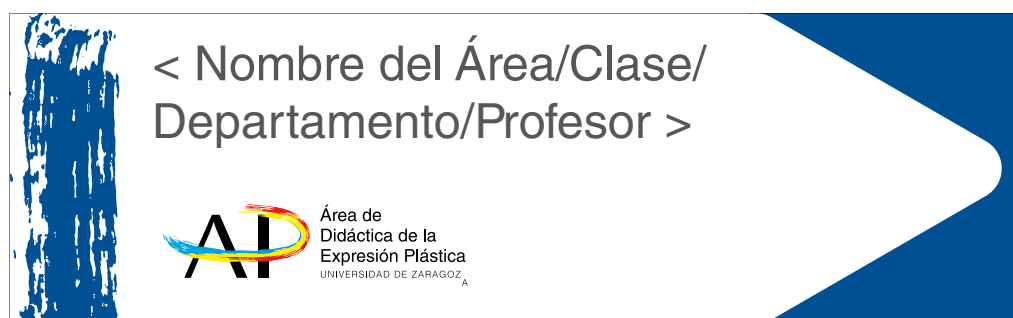 < Nombre del Área/Clase/
Departamento/Profesor >
AP
Área de
Didáctica de la
Expresión Plástica
UNIVERSIDAD DE ZARAGOZ
A